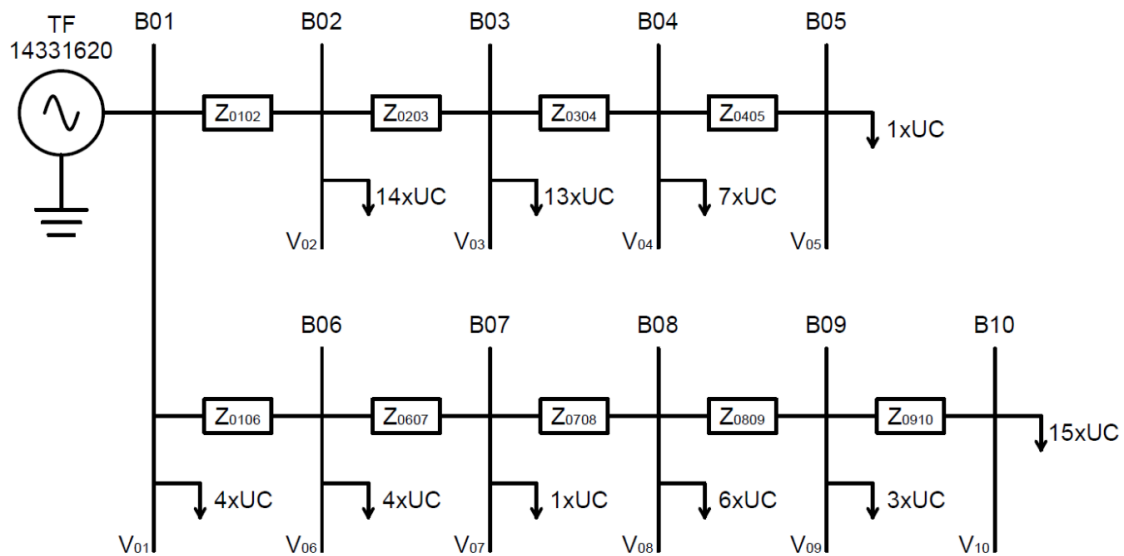 TF
14331620
B01
B02
B03
B04
B05
Z0102
Z0203
Z0304
Z0405
1xUC
14xUC
13xUC
7xUC
V02
V03
V04
V05
B06
B07
B08
B09
B10
Z0106
Z0607
Z0708
Z0809
Z0910
15xUC
4xUC
4xUC
1xUC
6xUC
3xUC
V01
V06
V07
V08
V09
V10